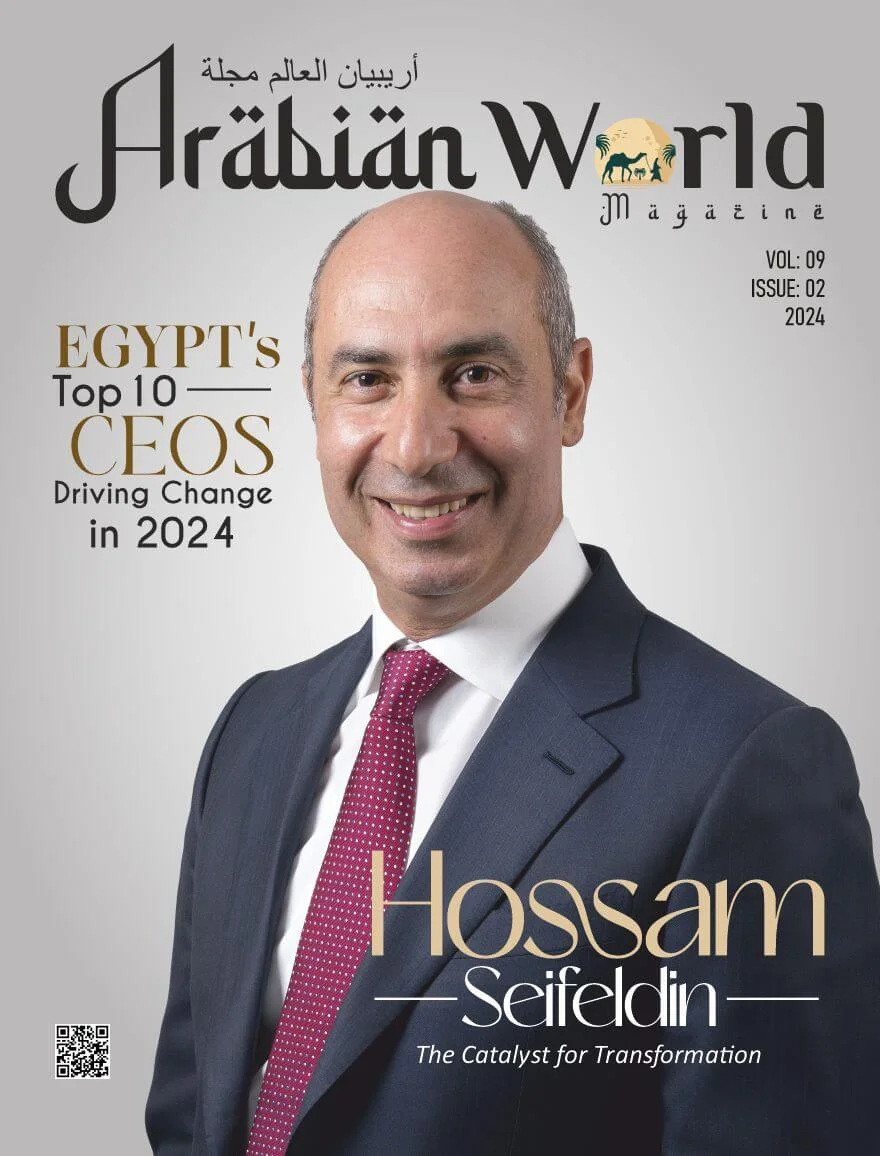 أريبيان العالم مجلة
Arabian World
Magazine
VOL: 09
ISSUE: 02
2024
EGYPT's
Top 10
CEOS
Driving Change
in 2024
Hossam
Seifeldin
The Catalyst for Transformation